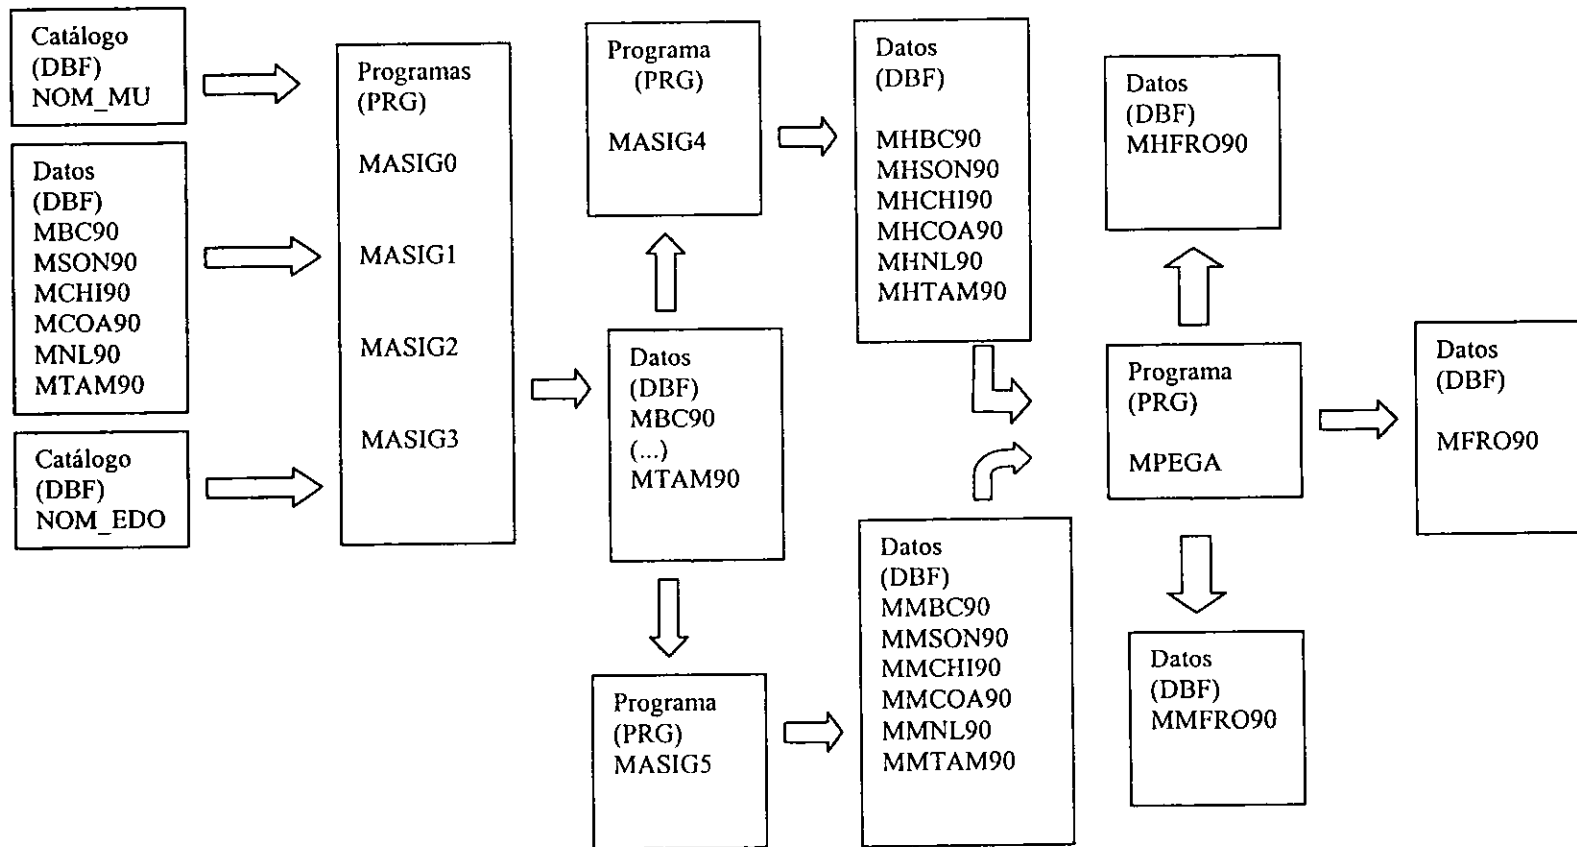 Catálogo
(DBF)
NOM_MU
Datos
(DBF)
MBC90
MSON90
MCHI90
MCOA90
MNL90
MTAM90
Catálogo
(DBF)
NOM_EDO
Programas
(PRG)
MASIG0
MASIG1
MASIG2
MASIG3
Programa
(PRG)
MASIG4
Datos
(DBF)
MBC90
(...)
MTAM90
Programa
(PRG)
MASIG5
Datos
(DBF)
MHBC90
MHSON90
MHCHI90
MHCOA90
MHNL90
MHTAM90
Datos
(DBF)
MMBC90
MMSON90
MMCHI90
MMCOA90
MMNL90
MMTAM90
Datos
(DBF)
MHFRO90
Programa
(PRG)
MPEGA
Datos
(DBF)
MMFRO90
Datos
(DBF)
MFRO90